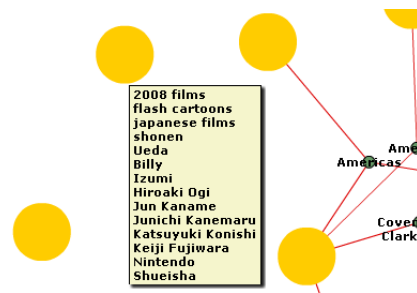 2008 films
flash cartoons
japanese films
shonen
Ueda
Billy
Izumi
Hiroaki Ogi
Jun Kaname
Junichi Kanemaru
Katsuyuki Konishi
Keiji Fujiwara
Nintendo
Shueisha
Americas
Clark